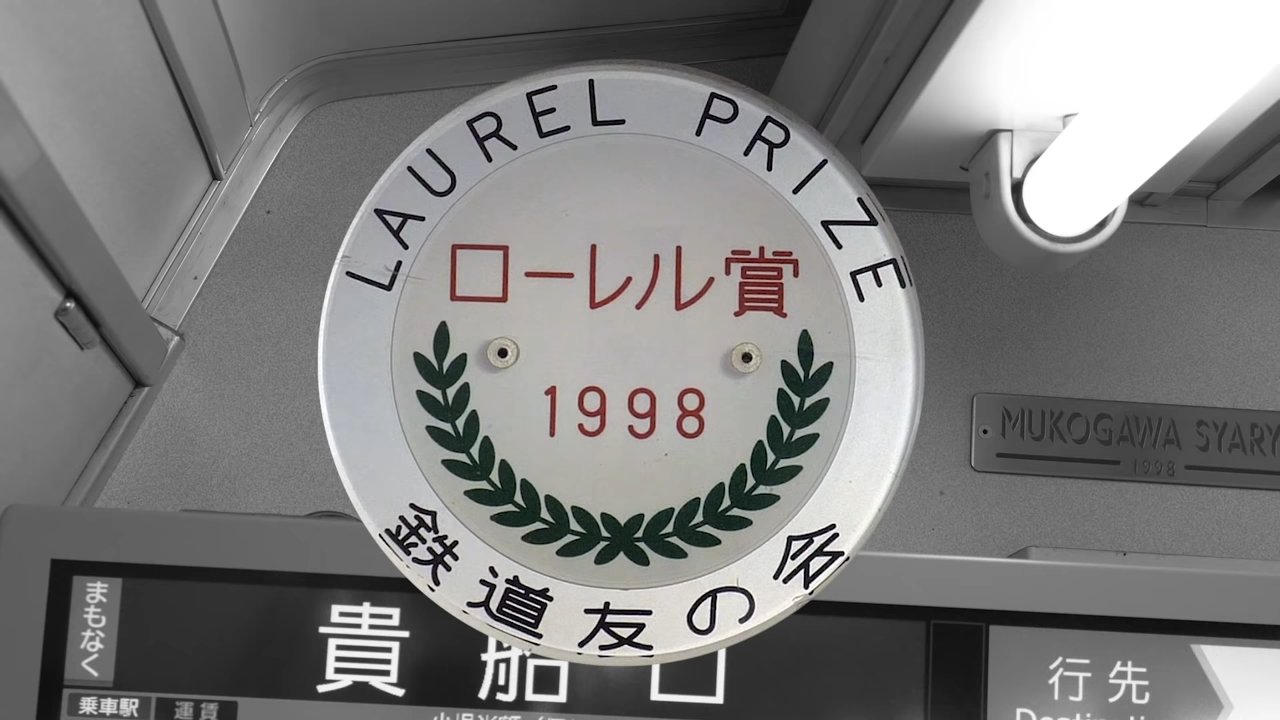 LAUREL PRIZE
ローレル賞
1998
鉄道友の会
MUKOGAWA SYARY
1998
まもなく
貴船口
行先
乗車駅
運賃